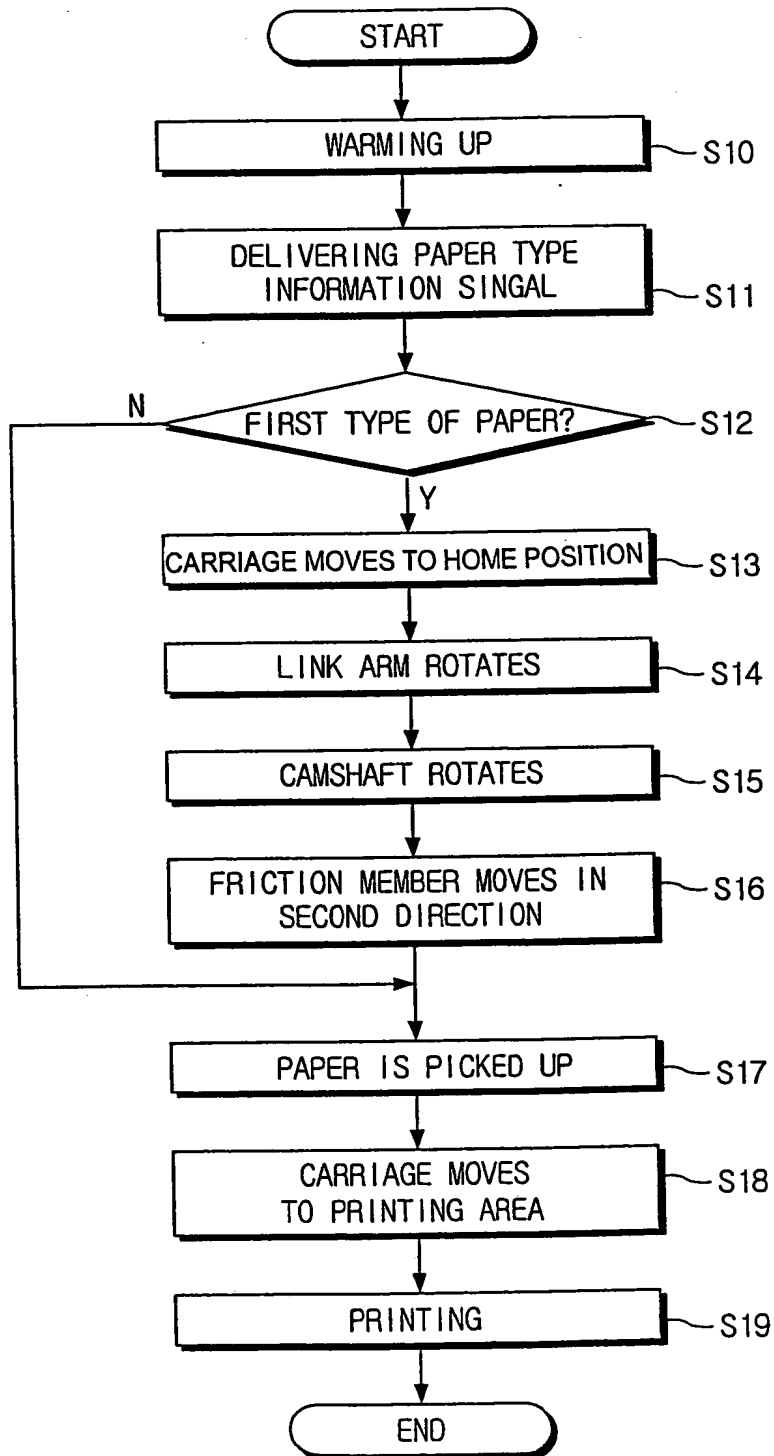 START
WARMING UP
S10
DELIVERING PAPER TYPE
INFORMATION SINGAL
S11
N
FIRST TYPE OF PAPER?
S12
Y
CARRIAGE MOVES TO HOME POSITION
S13
LINK ARM ROTATES
S14
CAMSHAFT ROTATES
S15
FRICTION MEMBER MOVES IN
SECOND DIRECTION
S16
PAPER IS PICKED UP
S17
CARRIAGE MOVES
TO PRINTING AREA
S18
PRINTING
S19
END